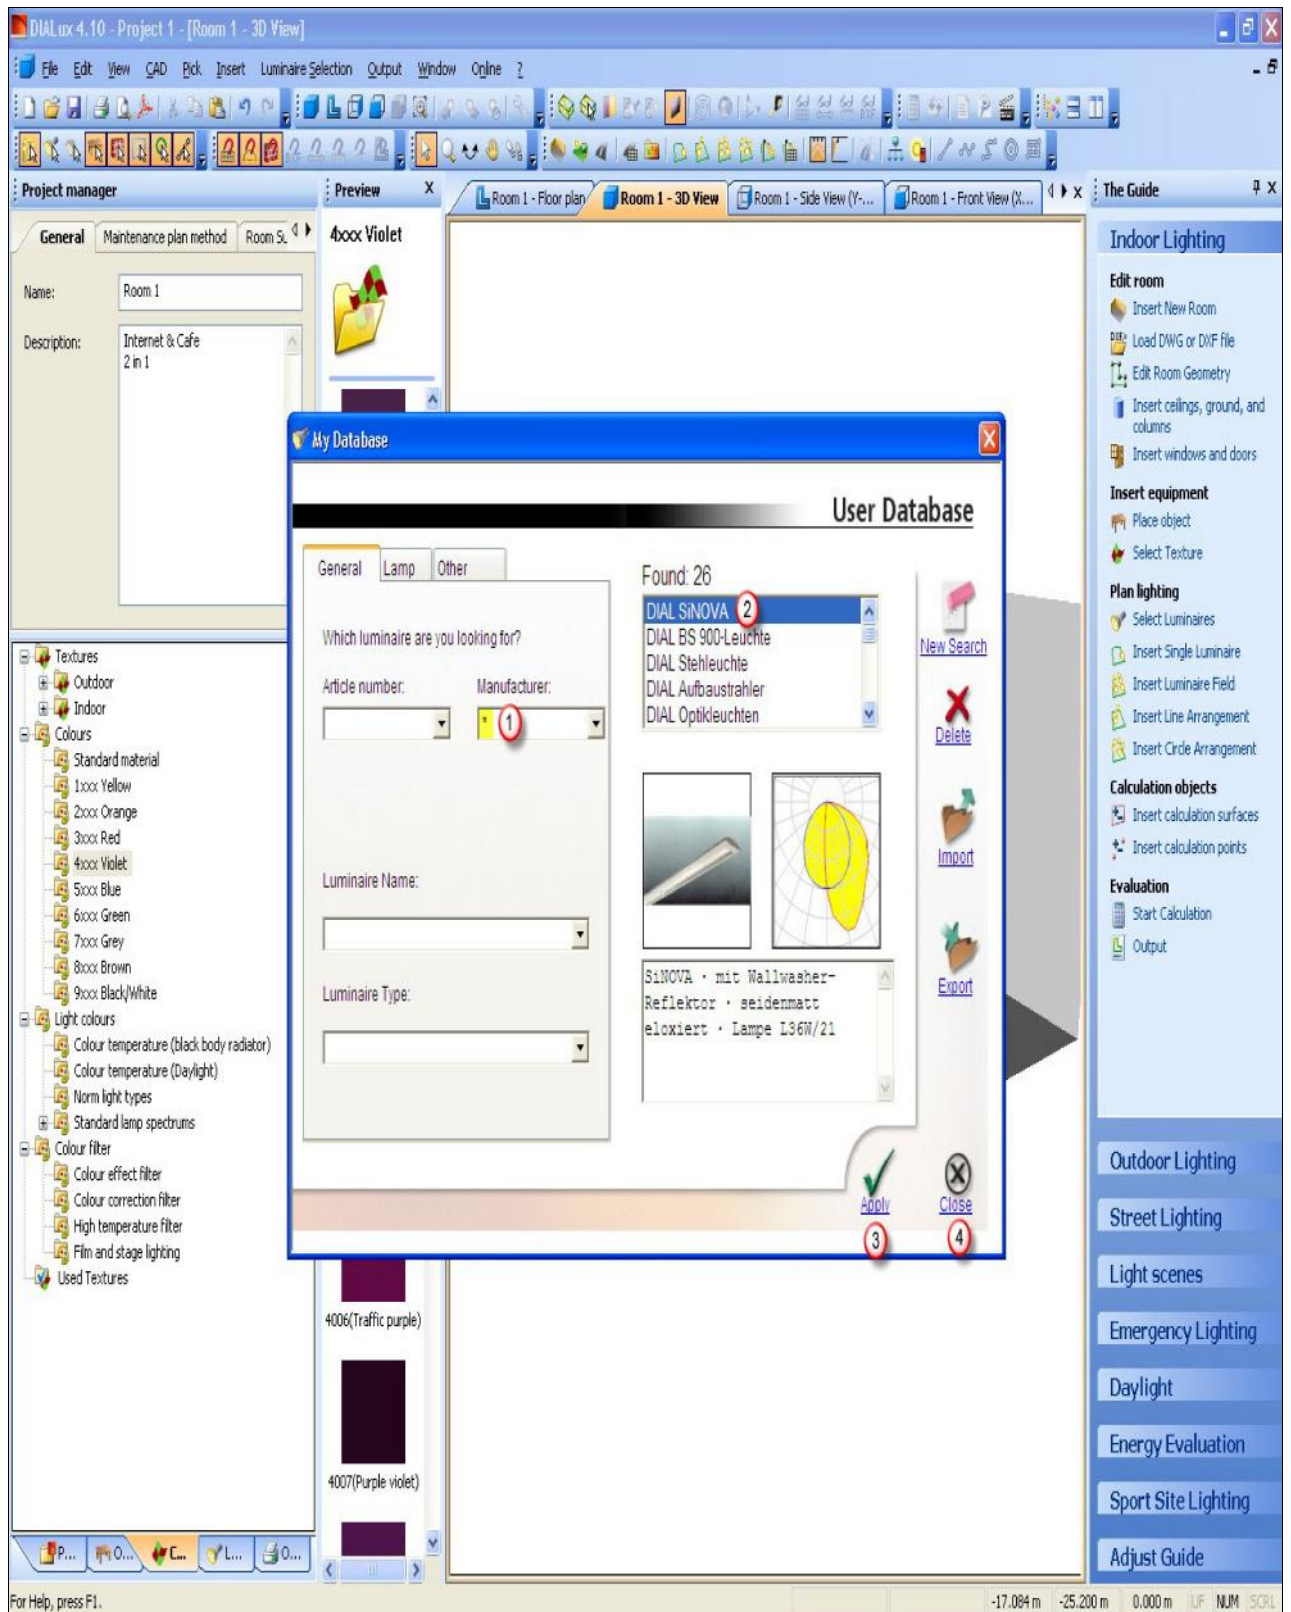 DIALux 4.10 - Project 1 - [Room 1 - 3D View]
File Edit View CAD Pick Insert Luminaire Selection Output Window Online ?
Project manager
General Maintenance plan method Room Su
Name: Room 1
Description: Internet & Cafe
2 in 1
Textures
Outdoor
Indoor
Colours
Standard material
1xxx Yellow
2xxx Orange
3xxx Red
4xxx Violet
5xxx Blue
6xxx Green
7xxx Grey
8xxx Brown
9xxx Black/White
Light colours
Colour temperature (black body radiator)
Colour temperature (Daylight)
Norm light types
Standard lamp spectrums
Colour filter
Colour effect filter
Colour correction filter
High temperature filter
Film and stage lighting
Used Textures
P... O... C... L... O...
Preview X
4xxx Violet
4006(Traffic purple)
4007(Purple violet)
Room 1 - Floor plan Room 1 - 3D View Room 1 - Side View (Y-... Room 1 - Front View (X... X
My Database
User Database
General Lamp Other
Which luminaire are you looking for?
Article number: Manufacturer:
* 1
Luminaire Name:
Luminaire Type:
Found: 26
DIAL SiNOVA 2
DIAL BS 900-Leuchte
DIAL Stehleuchte
DIAL Aufbaustrahler
DIAL Optikleuchten
SiNOVA · mit Wallwasher-
Reflektor · seidenmatt
eloxiert · Lampe L36W/21
New Search
Delete
Import
Export
Apply Close
3 4
The Guide X
Indoor Lighting
Edit room
Insert New Room
Load DWG or DXF file
Edit Room Geometry
Insert ceilings, ground, and
columns
Insert windows and doors
Insert equipment
Place object
Select Texture
Plan lighting
Select Luminaires
Insert Single Luminaire
Insert Luminaire Field
Insert Line Arrangement
Insert Circle Arrangement
Calculation objects
Insert calculation surfaces
Insert calculation points
Evaluation
Start Calculation
Output
Outdoor Lighting
Street Lighting
Light scenes
Emergency Lighting
Daylight
Energy Evaluation
Sport Site Lighting
Adjust Guide
For Help, press F1. -17.084 m -25.200 m 0.000 m UF NUM SCRL